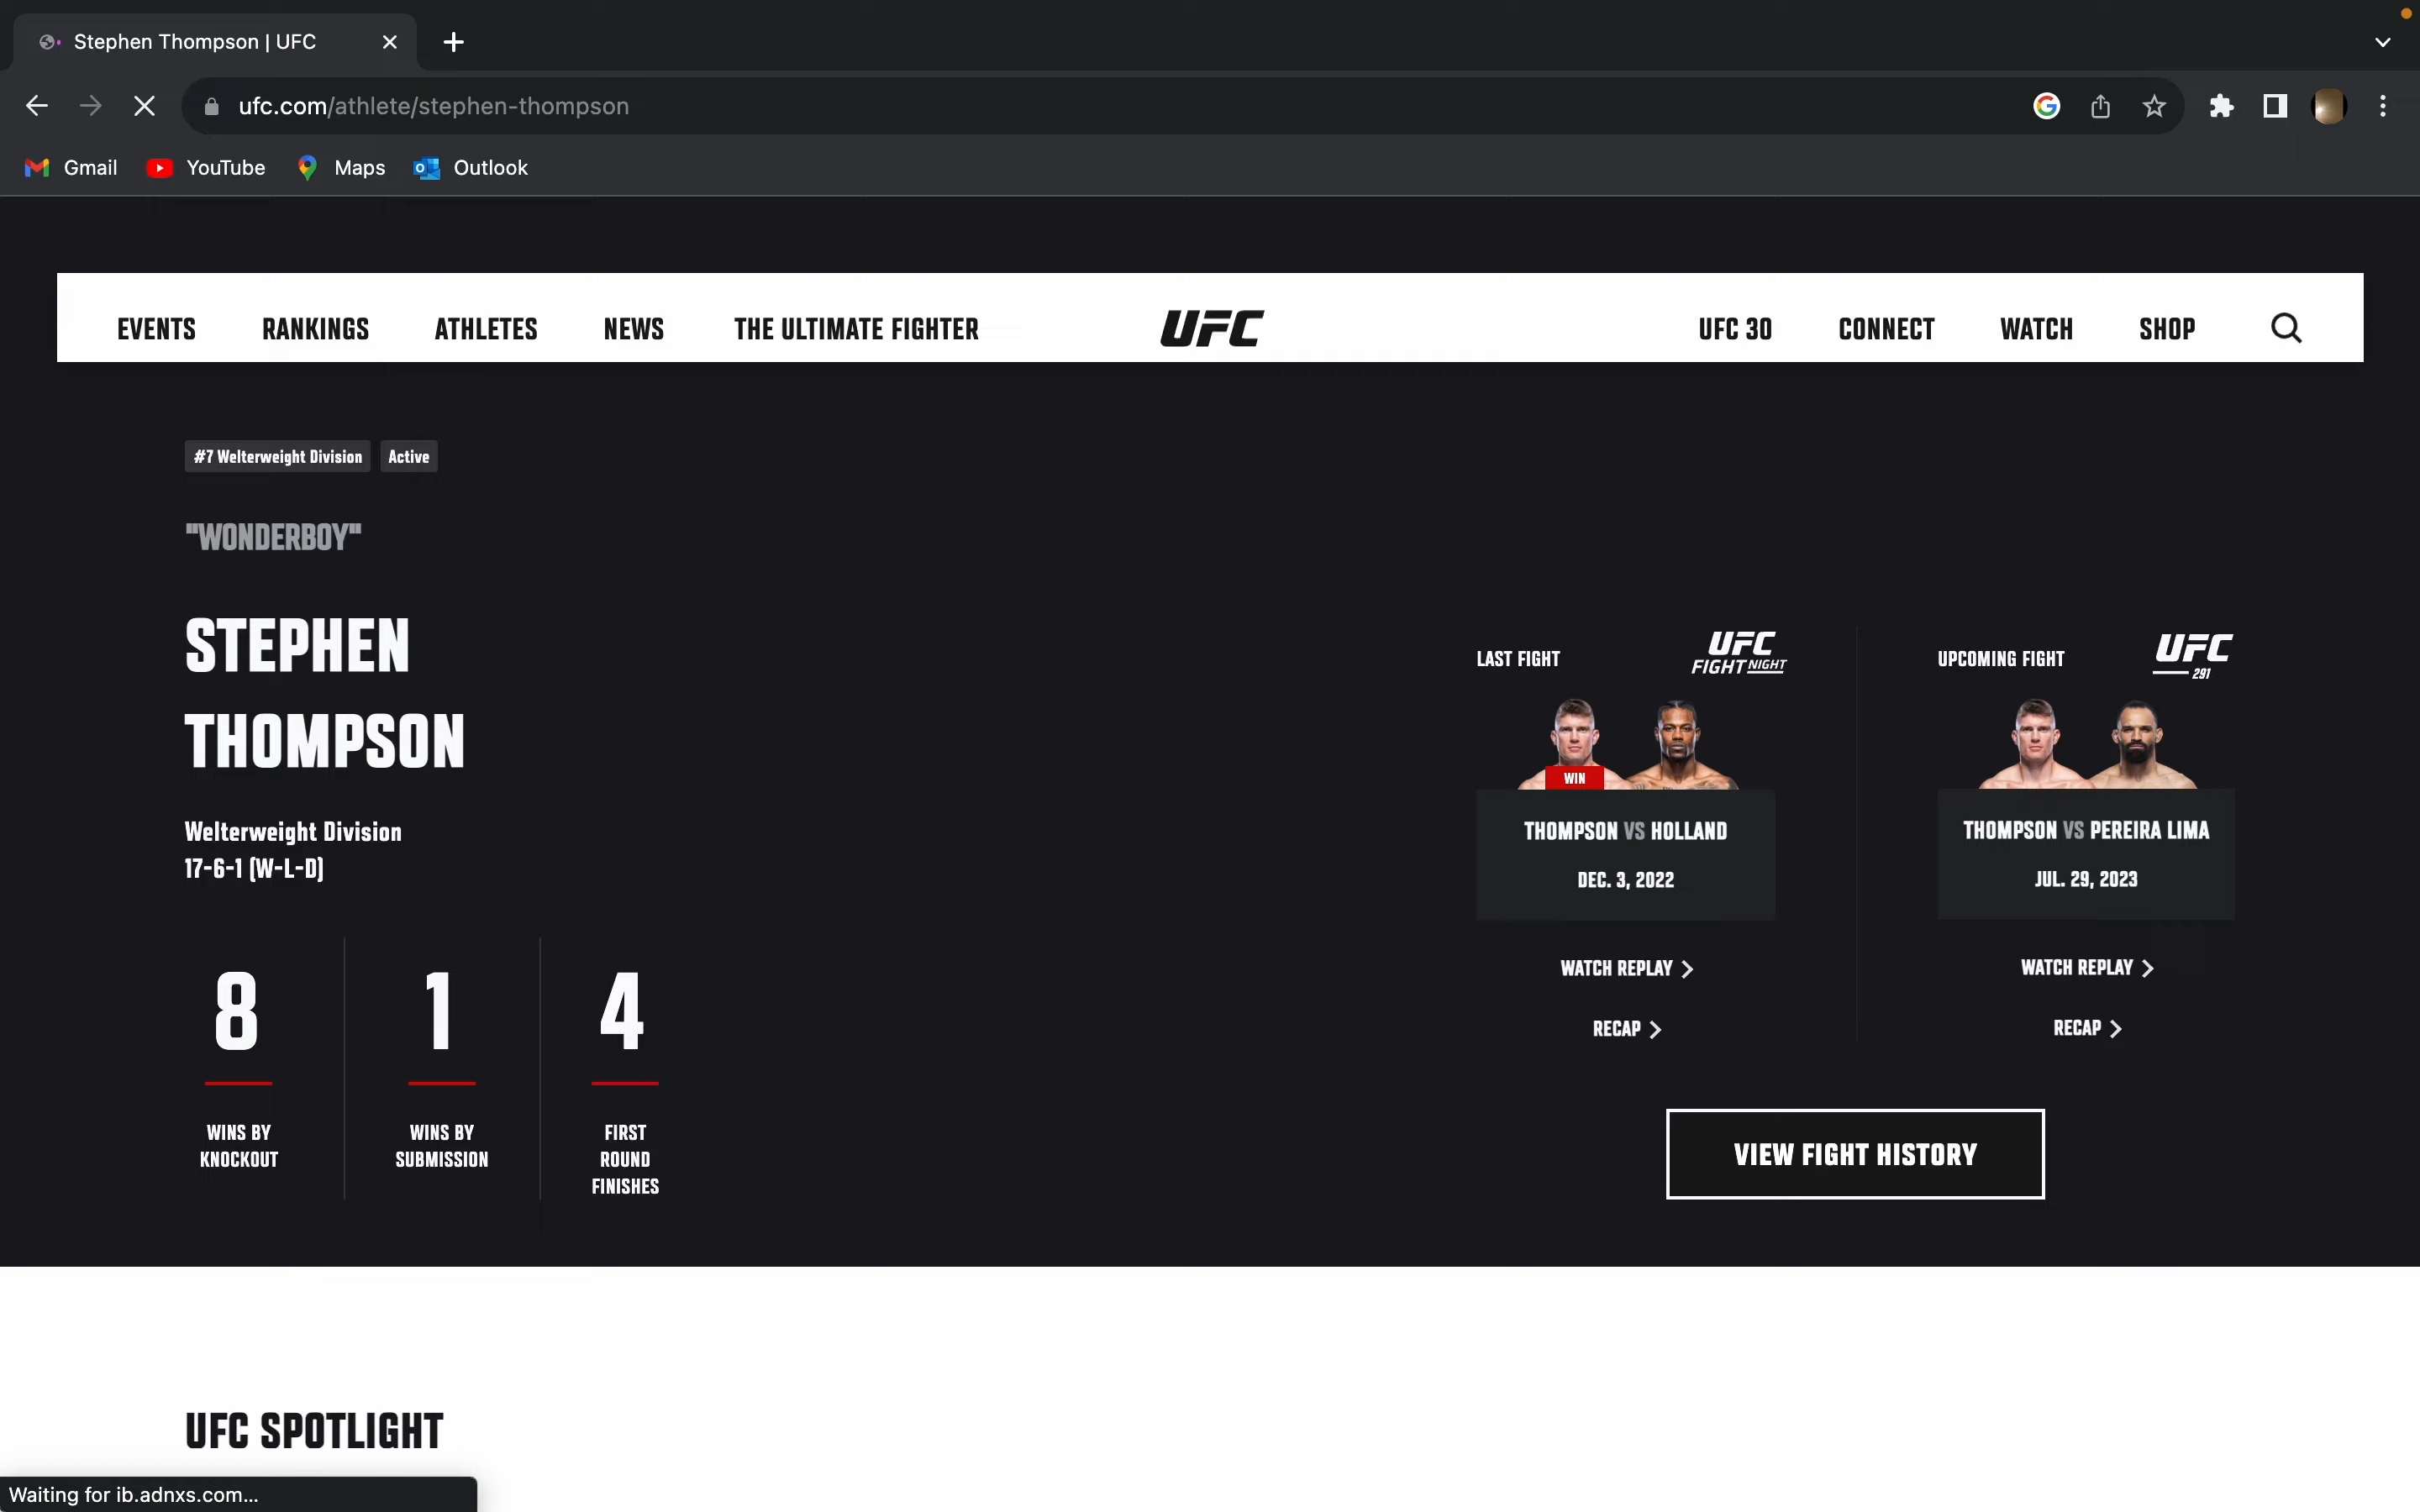 Stephen Thompson | UFC
ufc.com/athlete/stephen-thompson
Gmail YouTube Maps Outlook
EVENTS RANKINGS ATHLETES NEWS THE ULTIMATE FIGHTER UFC UFC 30 CONNECT WATCH SHOP
#7 Welterweight Division Active
"WONDERBOY"
STEPHEN
THOMPSON
Welterweight Division
17-6-1 (W-L-D)
8
WINS BY
KNOCKOUT
1
WINS BY
SUBMISSION
4
FIRST
ROUND
FINISHES
LAST FIGHT
UFC
FIGHT NIGHT
WIN
THOMPSON VS HOLLAND
DEC. 3, 2022
WATCH REPLAY
RECAP
UPCOMING FIGHT
UFC
291
THOMPSON VS PEREIRA LIMA
JUL. 29, 2023
WATCH REPLAY
RECAP
VIEW FIGHT HISTORY
UFC SPOTLIGHT
Waiting for ib.adnxs.com...